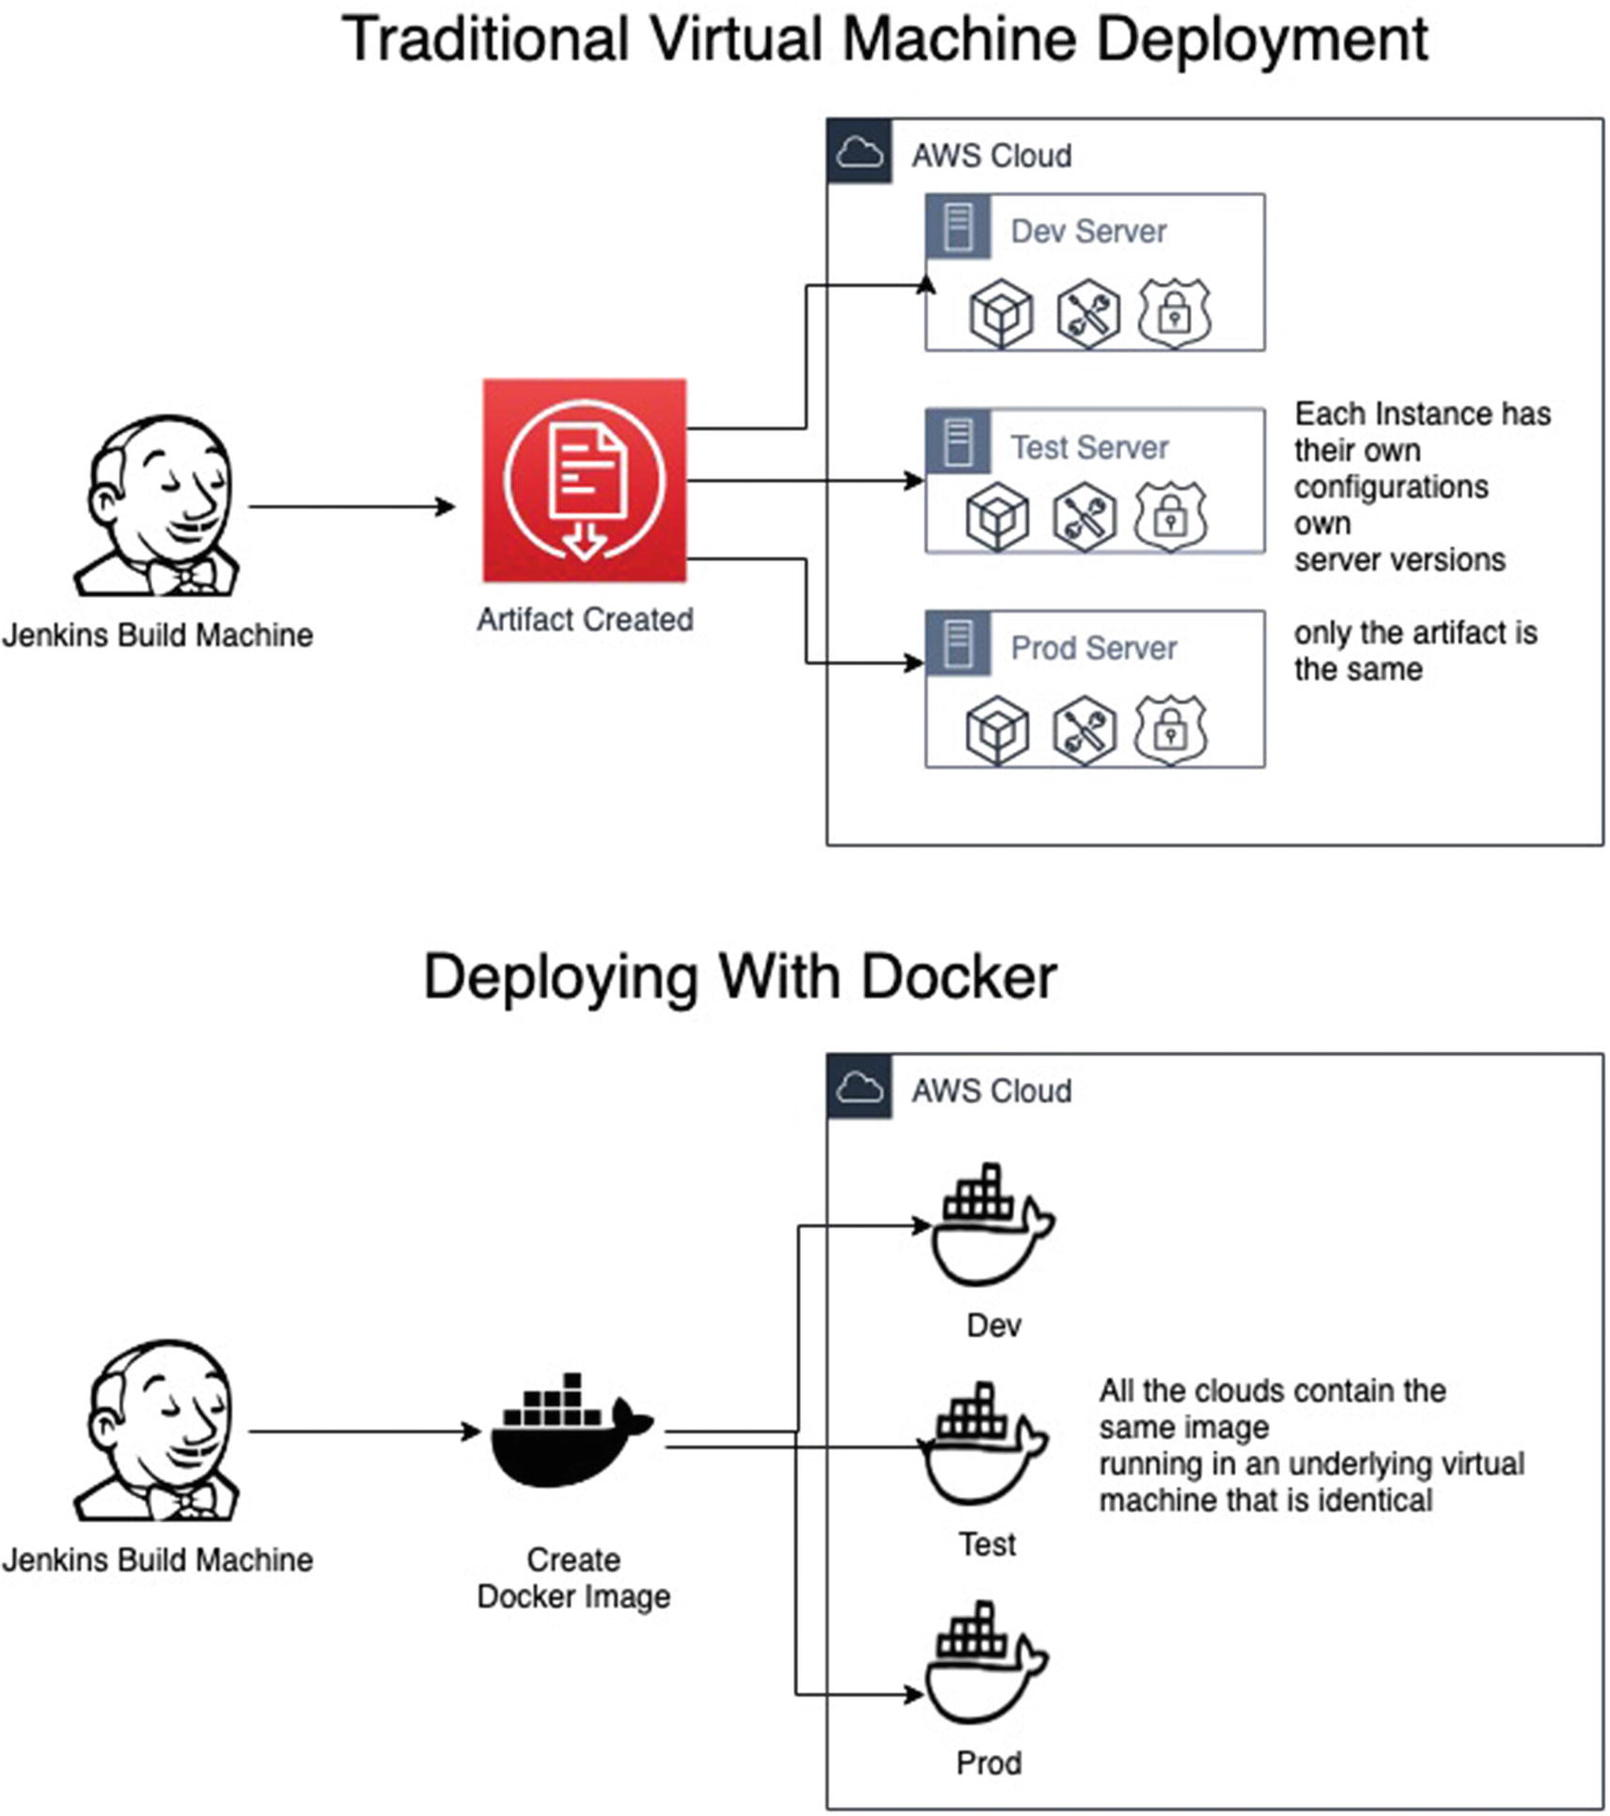 Traditional Virtual Machine Deployment
AWS Cloud
Dev Server
Test Server
Each Instance has
their own
configurations
own
server versions
Prod Server
only the artifact is
the same
Artifact Created
Jenkins Build Machine
Deploying With Docker
AWS Cloud
Dev
All the clouds contain the
same image
running in an underlying virtual
machine that is identical
Test
Jenkins Build Machine
Create
Docker Image
Prod